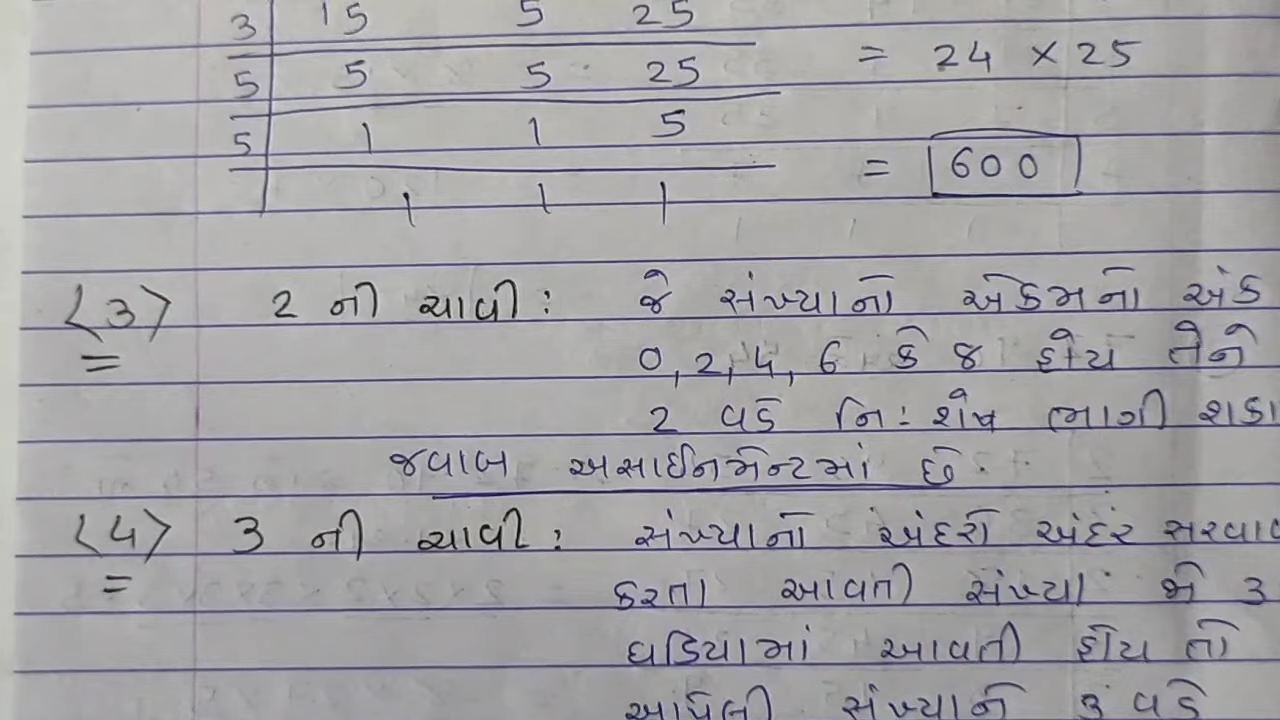 3 | 15 5 25
= 24 × 25
5 | 5 5 25
5 | 1 1 5
= 600
1 1 1
<3> 2 ની ચાવી : જે સંખ્યાનો એકમનો અંક
0, 2, 4, 6 કે 8 હોય તેને
2 વડે નિ:શેષ ભાગી શકા
જવાબ અસાઈનમેન્ટમાં છે.
<4> 3 ની ચાવી : સંખ્યાનો અંદરો અંદર સરવા
કરતા આવતી સંખ્યા જો 3
ઘડિયામાં આવતી હોય તો
આપેલી સંખ્યાને 3 વડે